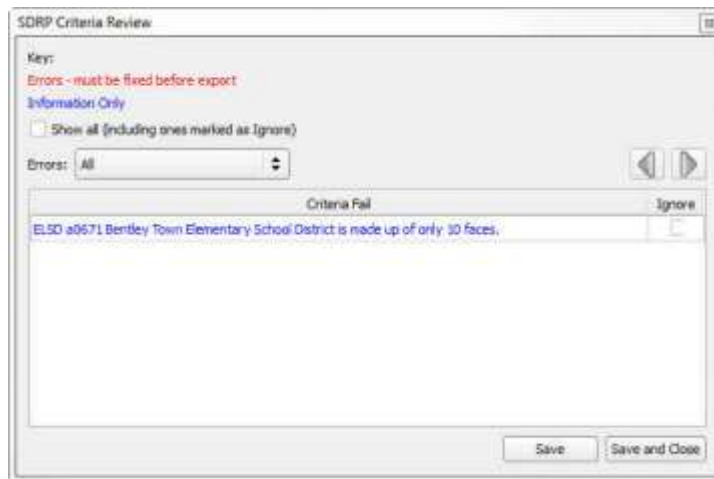 SDRP Criteria Review
Key:
Errors - must be fixed before export
Information Only
Show all (including ones marked as Ignore)
Errors: All
Criteria Fail Ignore
ELSD a0671 Bentley Town Elementary School District is made up of only 10 faces.
Save Save and Close